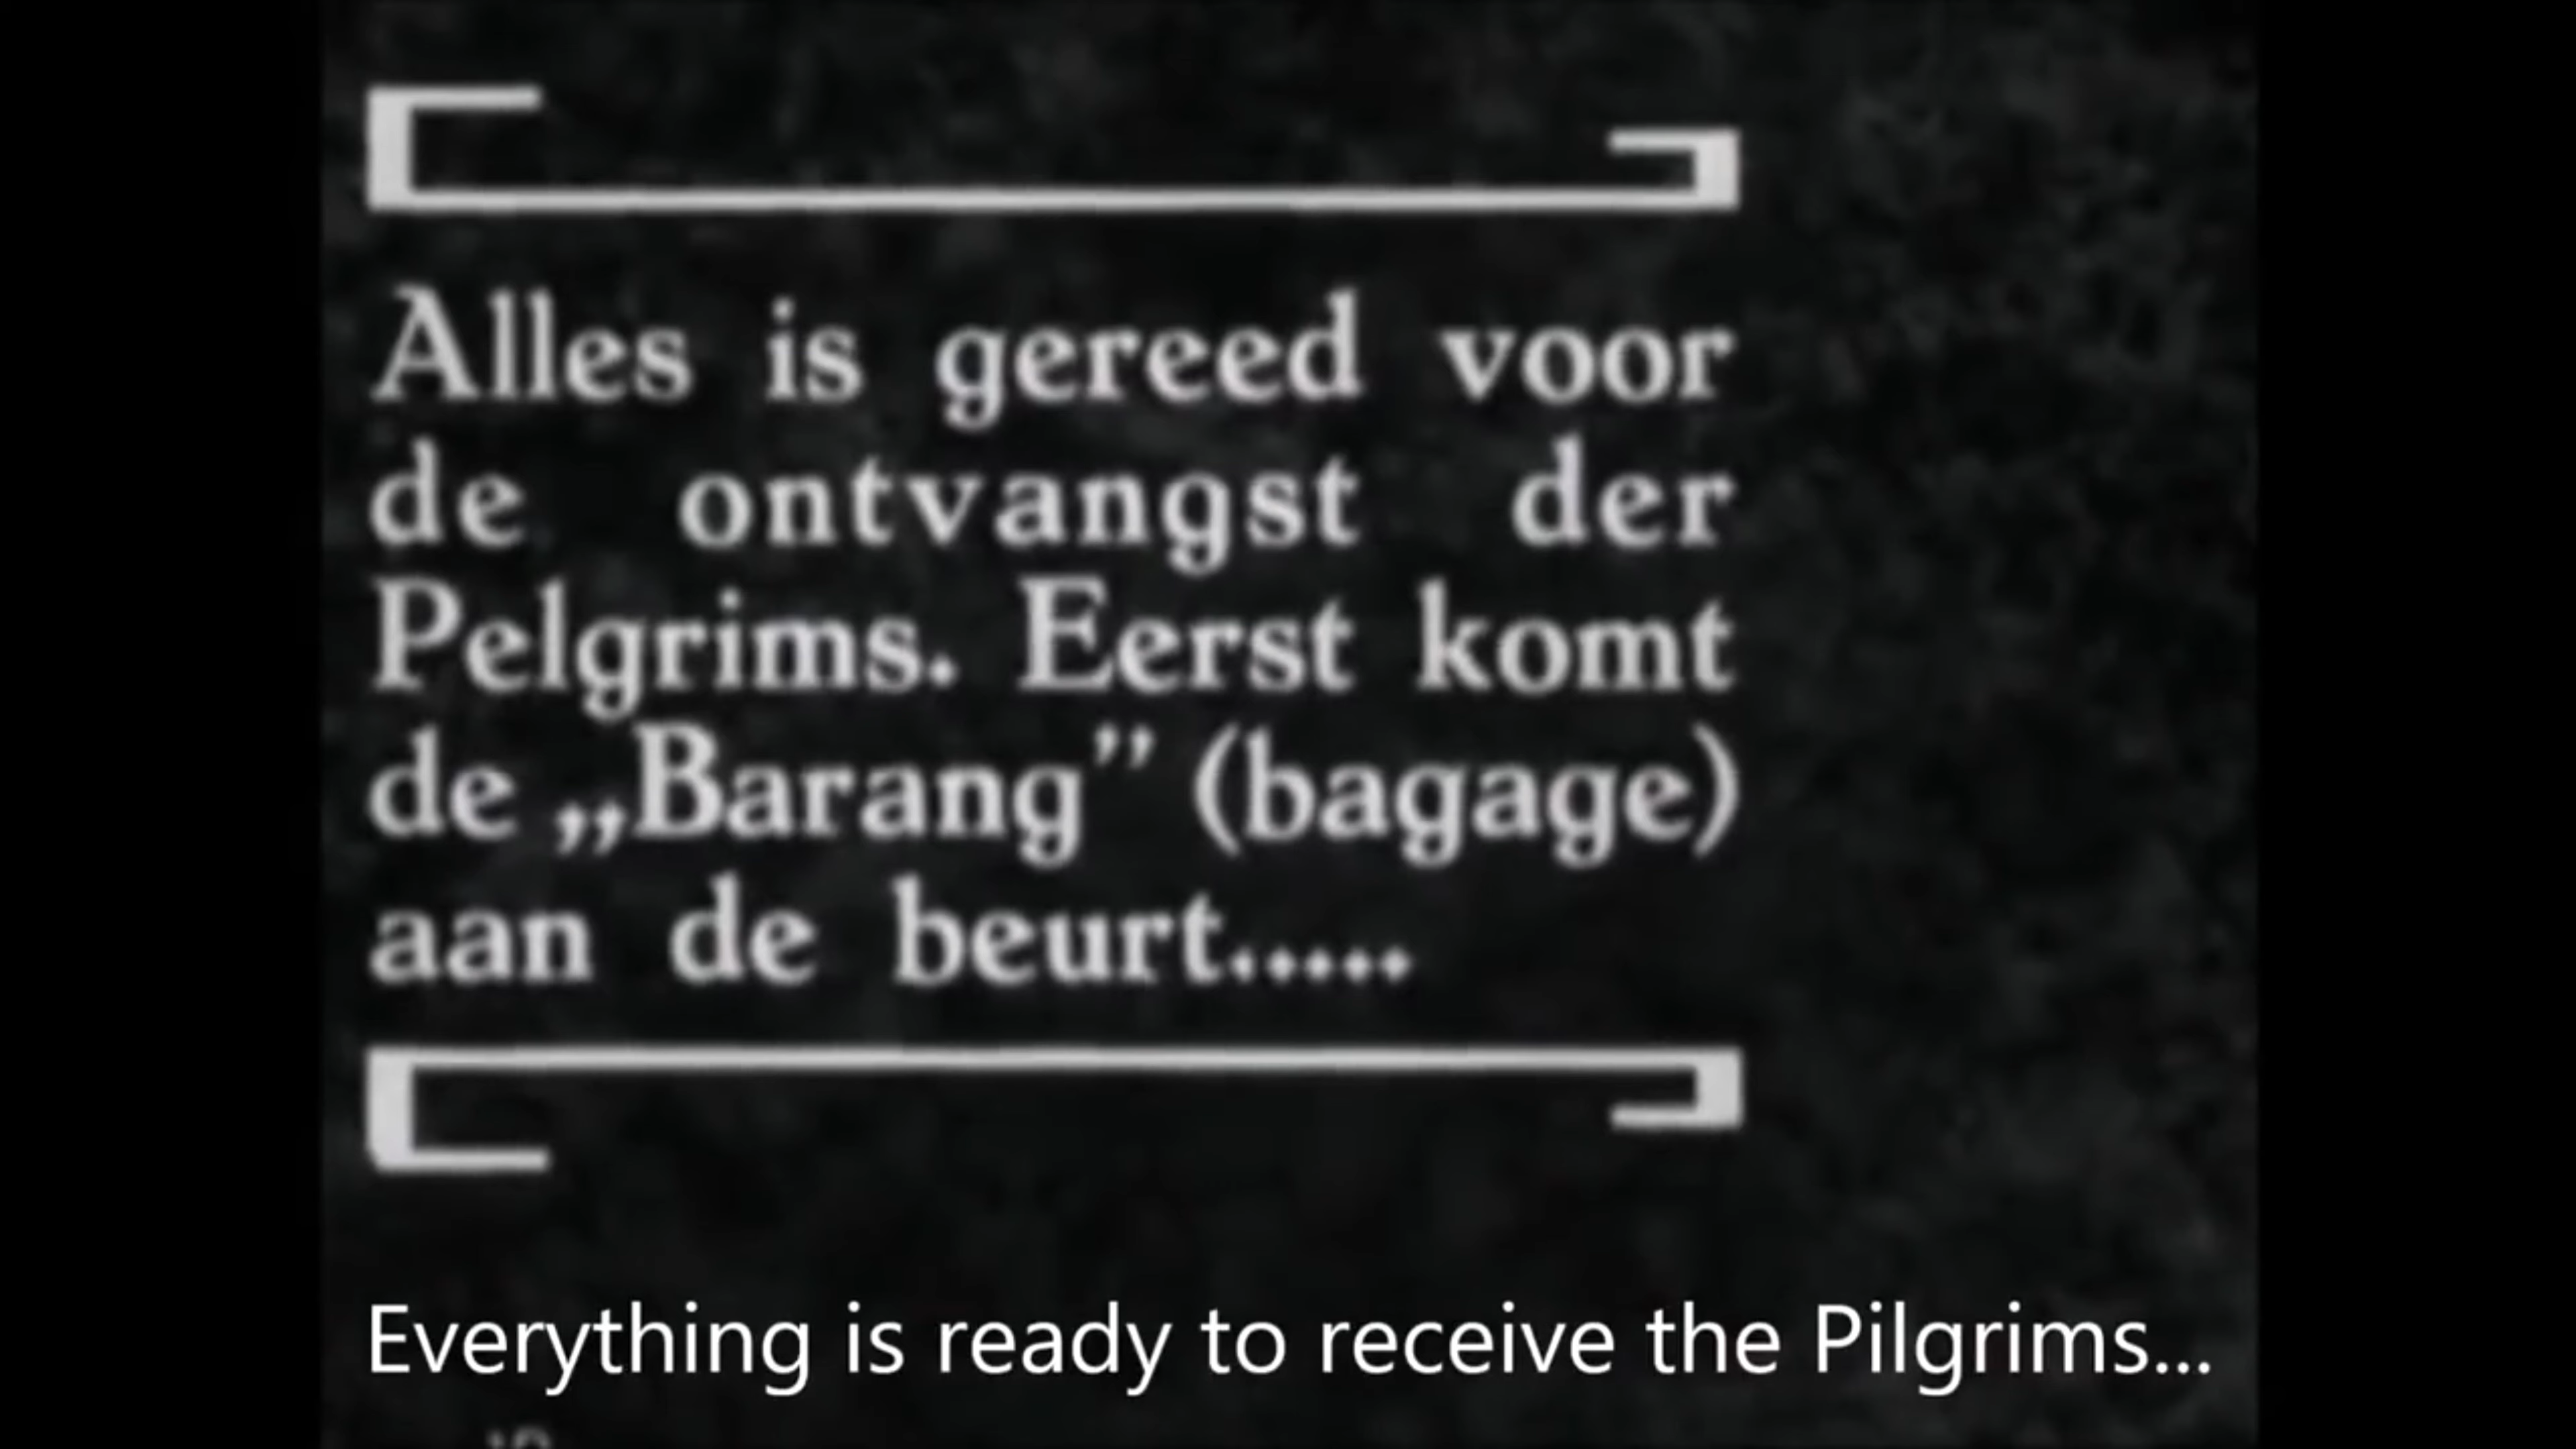 Alles is gereed voor
de ontvangst der
Pelgrims. Eerst komt
de „Barang” (bagage)
aan de beurt.....
Everything is ready to receive the Pilgrims...